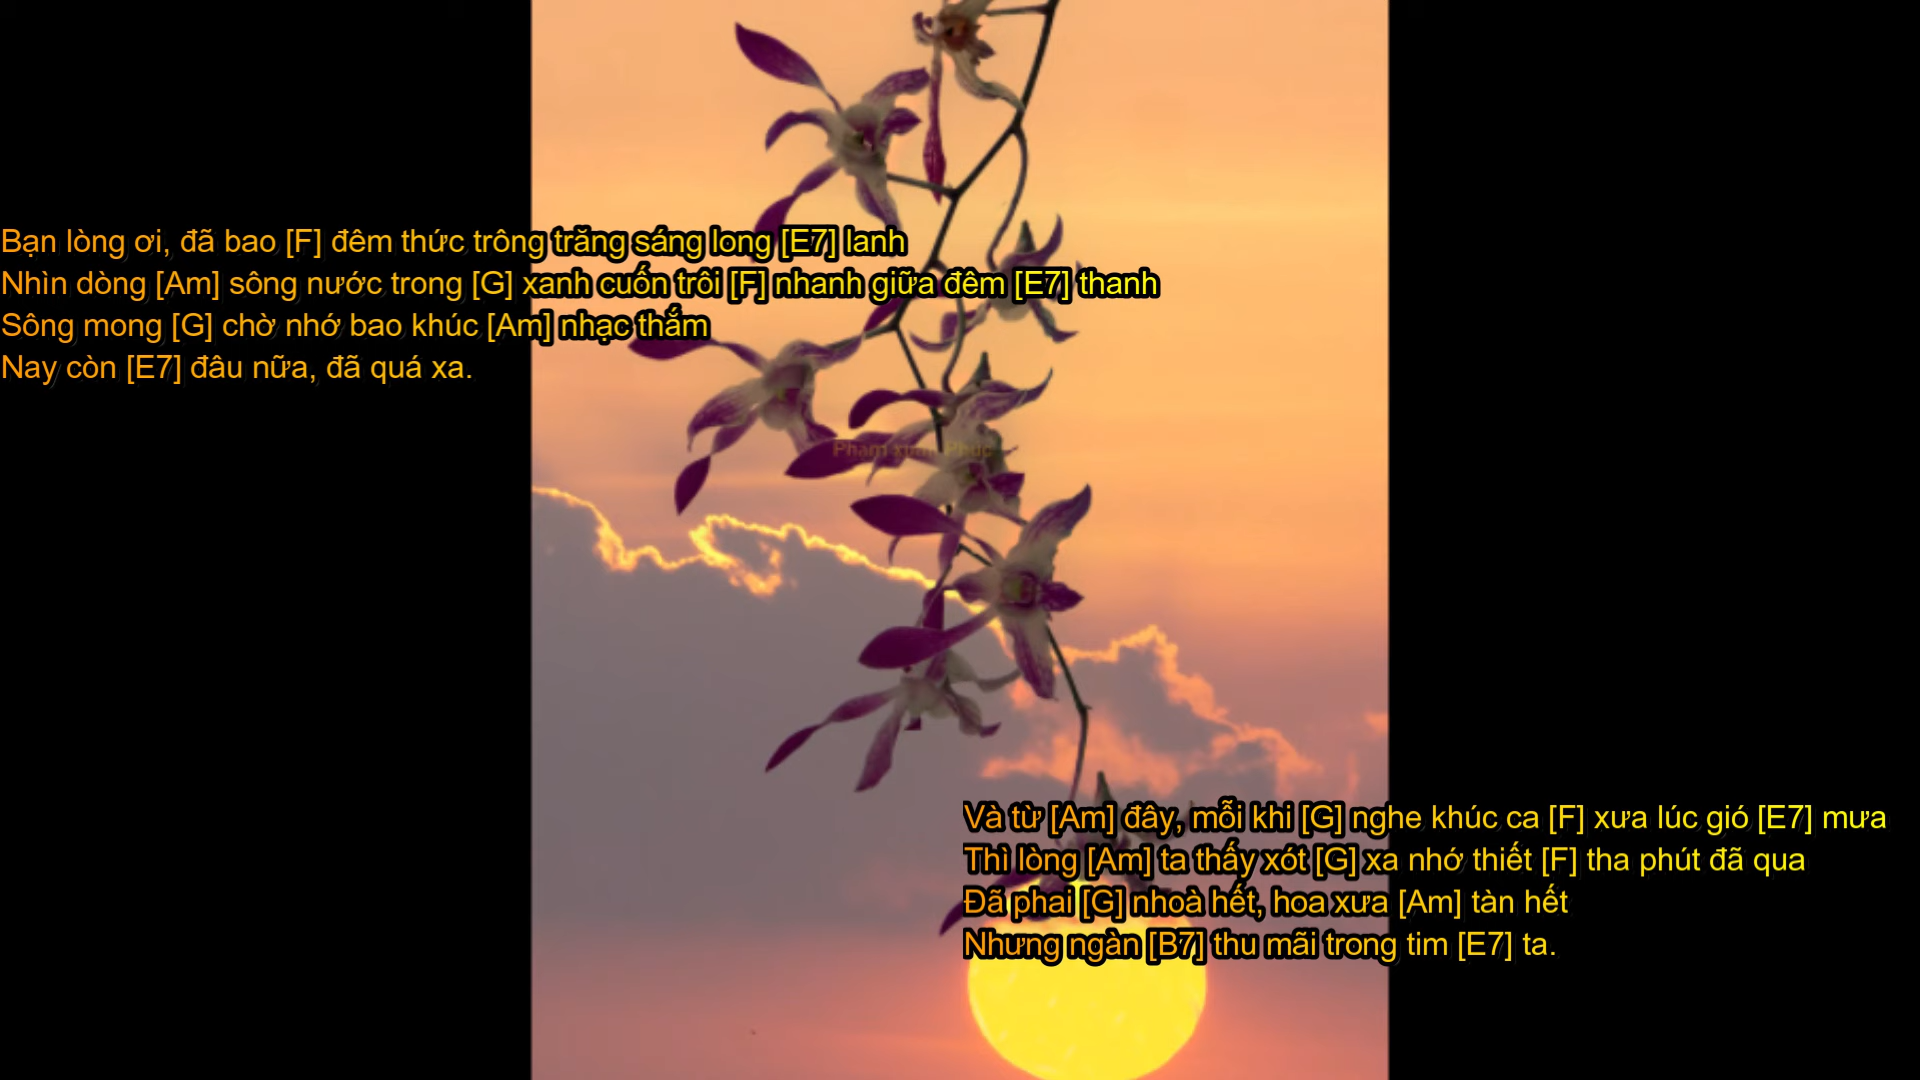 Bạn lòng ơi, đã bao [F] đêm thức trông trăng sáng long [E7] lanh
Nhìn dòng [Am] sông nước trong [G] xanh cuốn trôi [F] nhanh giữa đêm [E7] thanh
Sông mong [G] chờ nhớ bao khúc [Am] nhạc thắm
Nay còn [E7] đâu nữa, đã quá xa.
Phạm xuân Phúc
Và từ [Am] đây, mỗi khi [G] nghe khúc ca [F] xưa lúc gió [E7] mưa
Thì lòng [Am] ta thấy xót [G] xa nhớ thiết [F] tha phút đã qua
Đã phai [G] nhoà hết, hoa xưa [Am] tàn hết
Nhưng ngàn [B7] thu mãi trong tim [E7] ta.